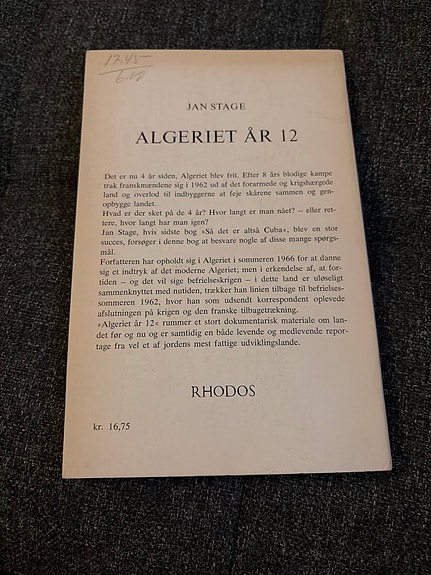 17.45
6.00
JAN STAGE
ALGERIET ÅR 12
Det er nu 4 år siden, Algeriet blev frit. Efter 8 års blodige kampe
trak franskmændene sig i 1962 ud af det forarmede og krigshærgede
land og overlod til indbyggerne at feje skårene sammen og gen-
opbygge landet.
Hvad er der sket på de 4 år? Hvor langt er man nået? – eller ret-
tere, hvor langt har man igen?
Jan Stage, hvis sidste bog »Så det er altså Cuba«, blev en stor
succes, forsøger i denne bog at besvare nogle af disse mange spørgs-
mål.
Forfatteren har opholdt sig i Algeriet i sommeren 1966 for at danne
sig et indtryk af det moderne Algeriet; men i erkendelse af, at for-
tiden – og det vil sige befrielseskrigen – i dette land er uløseligt
sammenknyttet med nutiden, trækker han linien tilbage til befrielses-
sommeren 1962, hvor han som udsendt korrespondent oplevede
afslutningen på krigen og den franske tilbagetrækning.
»Algeriet år 12« rummer et stort dokumentarisk materiale om lan-
det før og nu og er samtidig en både levende og medlevende repor-
tage fra vel et af jordens mest fattige udviklingslande.
RHODOS
kr. 16,75